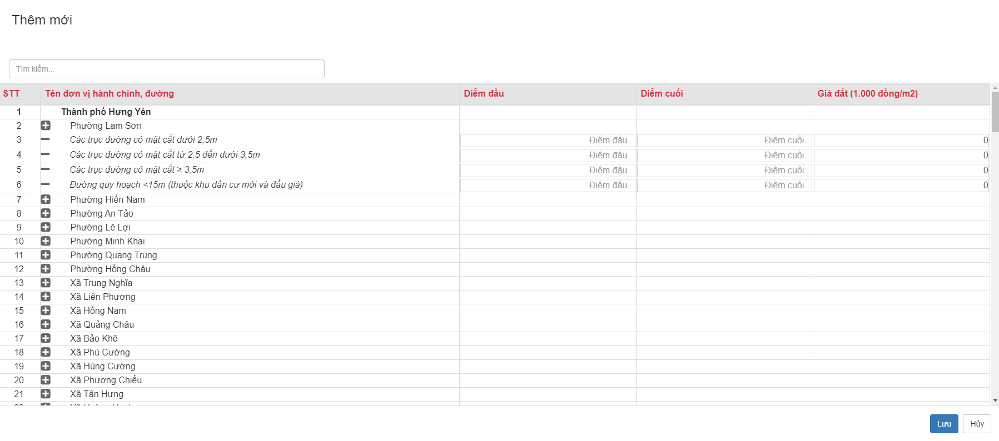 Thêm mới
Tìm kiếm...
STT Tên đơn vị hành chính, đường Điểm đầu Điểm cuối Giá đất (1.000 đồng/m2)
1 Thành phố Hưng Yên
2 Phường Lam Sơn
3 Các trục đường có mặt cắt dưới 2,5m Điểm đầu... Điểm cuối... 0
4 Các trục đường có mặt cắt từ 2,5 đến dưới 3,5m Điểm đầu... Điểm cuối... 0
5 Các trục đường có mặt cắt ≥ 3,5m Điểm đầu... Điểm cuối... 0
6 Đường quy hoạch <15m (thuộc khu dân cư mới và đấu giá) Điểm đầu... Điểm cuối... 0
7 Phường Hiến Nam
8 Phường An Tảo
9 Phường Lê Lợi
10 Phường Minh Khai
11 Phường Quang Trung
12 Phường Hồng Châu
13 Xã Trung Nghĩa
14 Xã Liên Phương
15 Xã Hồng Nam
16 Xã Quảng Châu
17 Xã Bảo Khê
18 Xã Phú Cường
19 Xã Hùng Cường
20 Xã Phương Chiểu
21 Xã Tân Hưng
Lưu Hủy